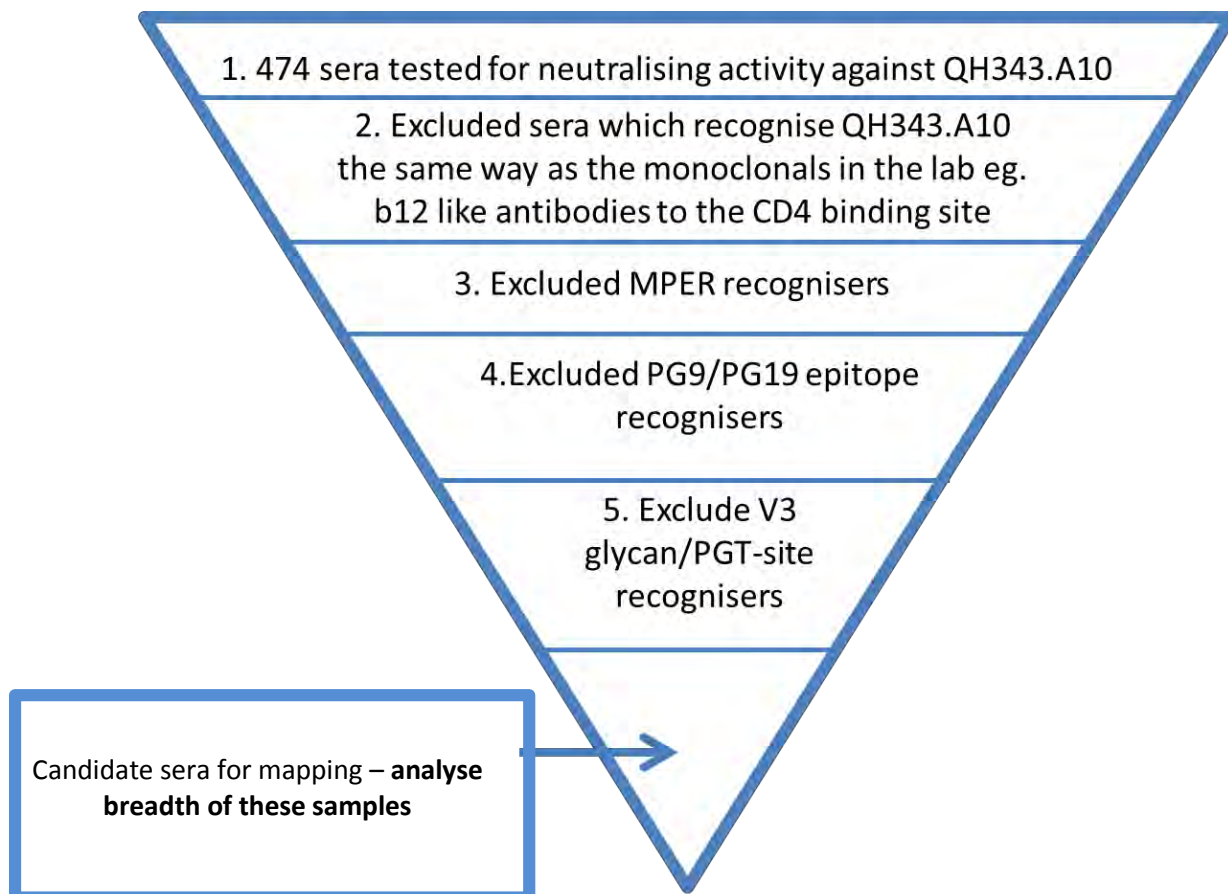 1. 474 sera tested for neutralising activity against QH343.A10
2. Excluded sera which recognise QH343.A10
the same way as the monoclonals in the lab eg.
b12 like antibodies to the CD4 binding site
3. Excluded MPER recognisers
4.Excluded PG9/PG19 epitope
recognisers
5. Exclude V3
glycan/PGT-site
recognisers
Candidate sera for mapping – analyse
breadth of these samples